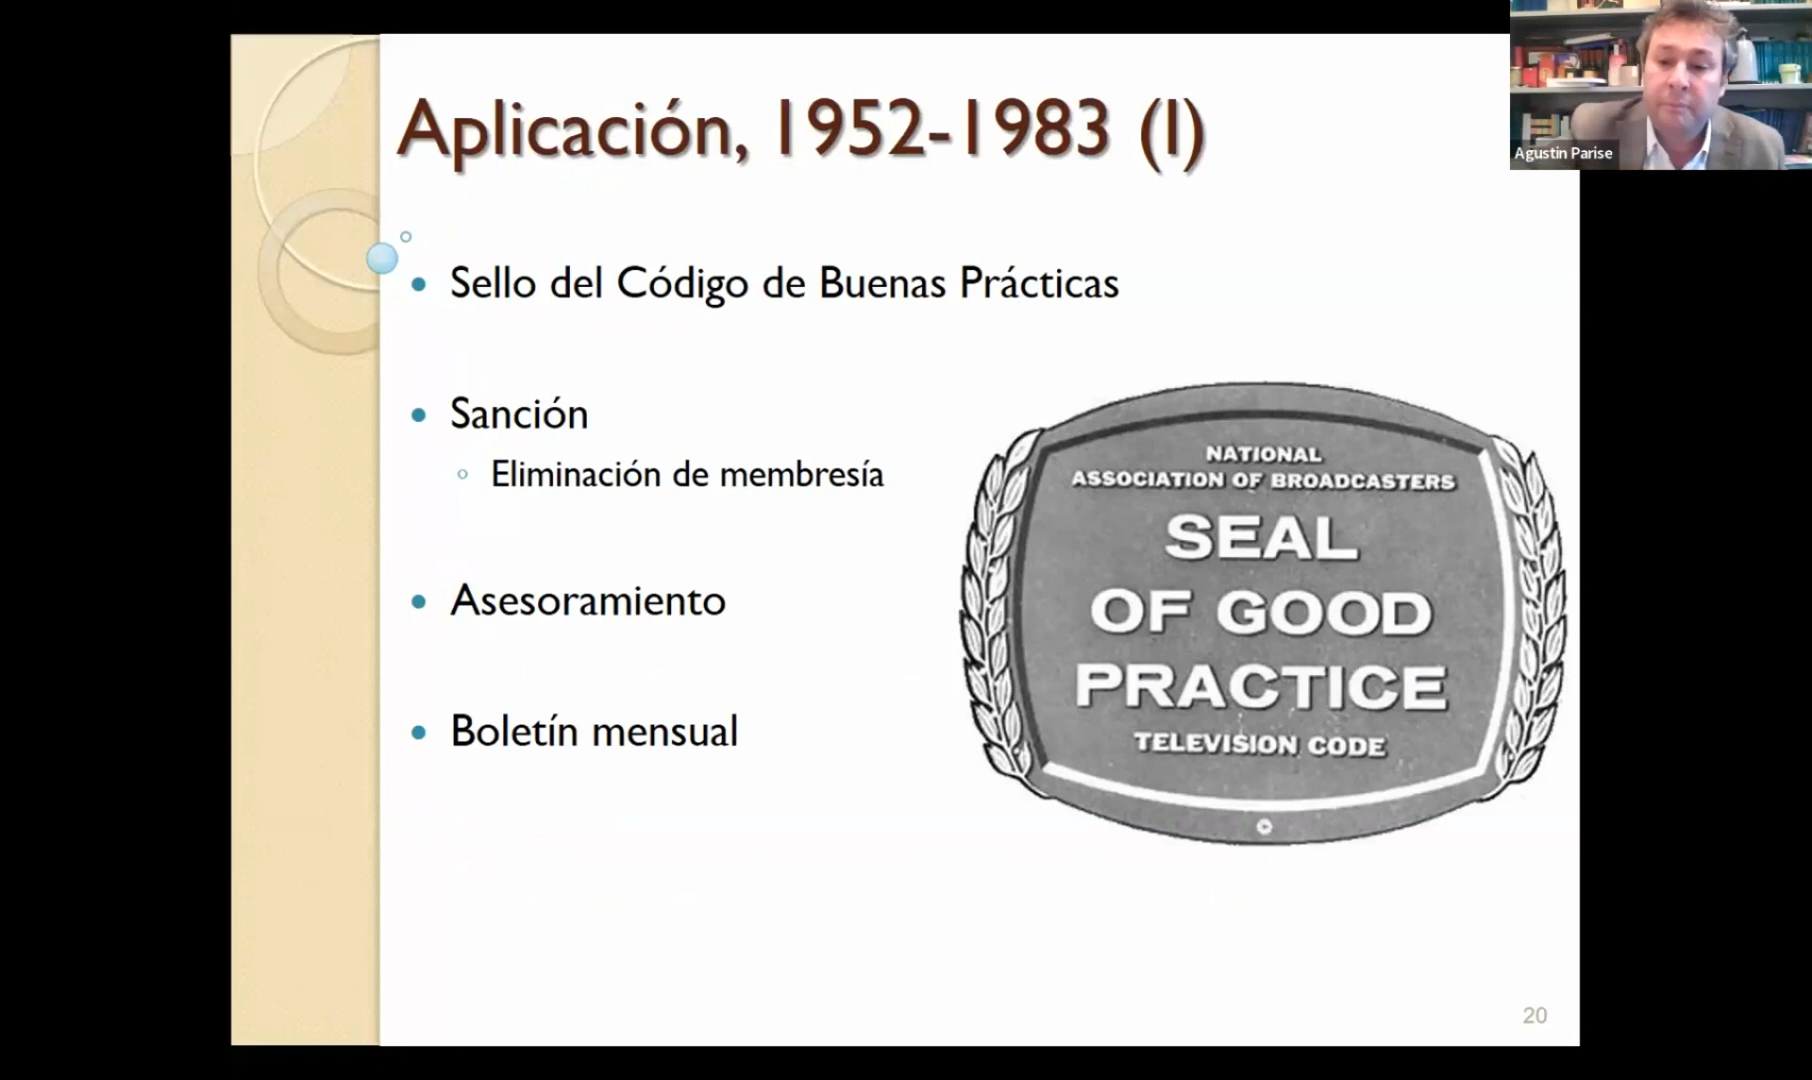 Aplicación, 1952-1983 (I)
Agustin Parise
Sello del Código de Buenas Prácticas
Sanción
Eliminación de membresía
Asesoramiento
Boletín mensual
NATIONAL
ASSOCIATION OF BROADCASTERS
SEAL
OF GOOD
PRACTICE
TELEVISION CODE
20